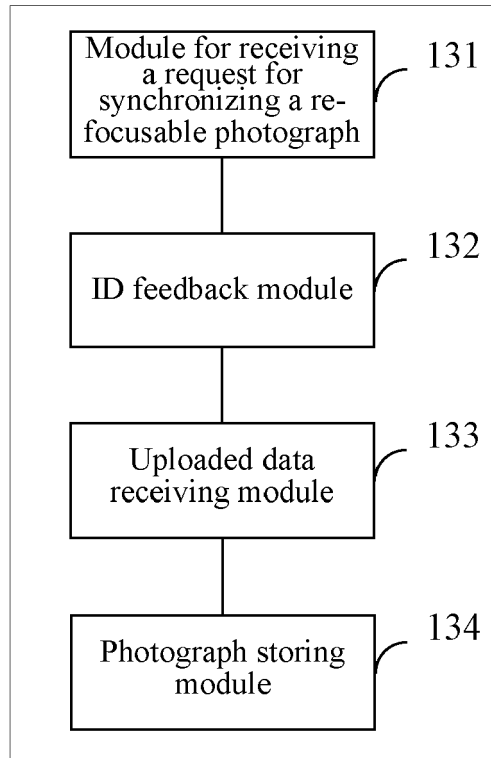 Module for receiving
a request for
synchronizing a re-
focusable photograph
131
ID feedback module
132
Uploaded data
receiving module
133
Photograph storing
module
134